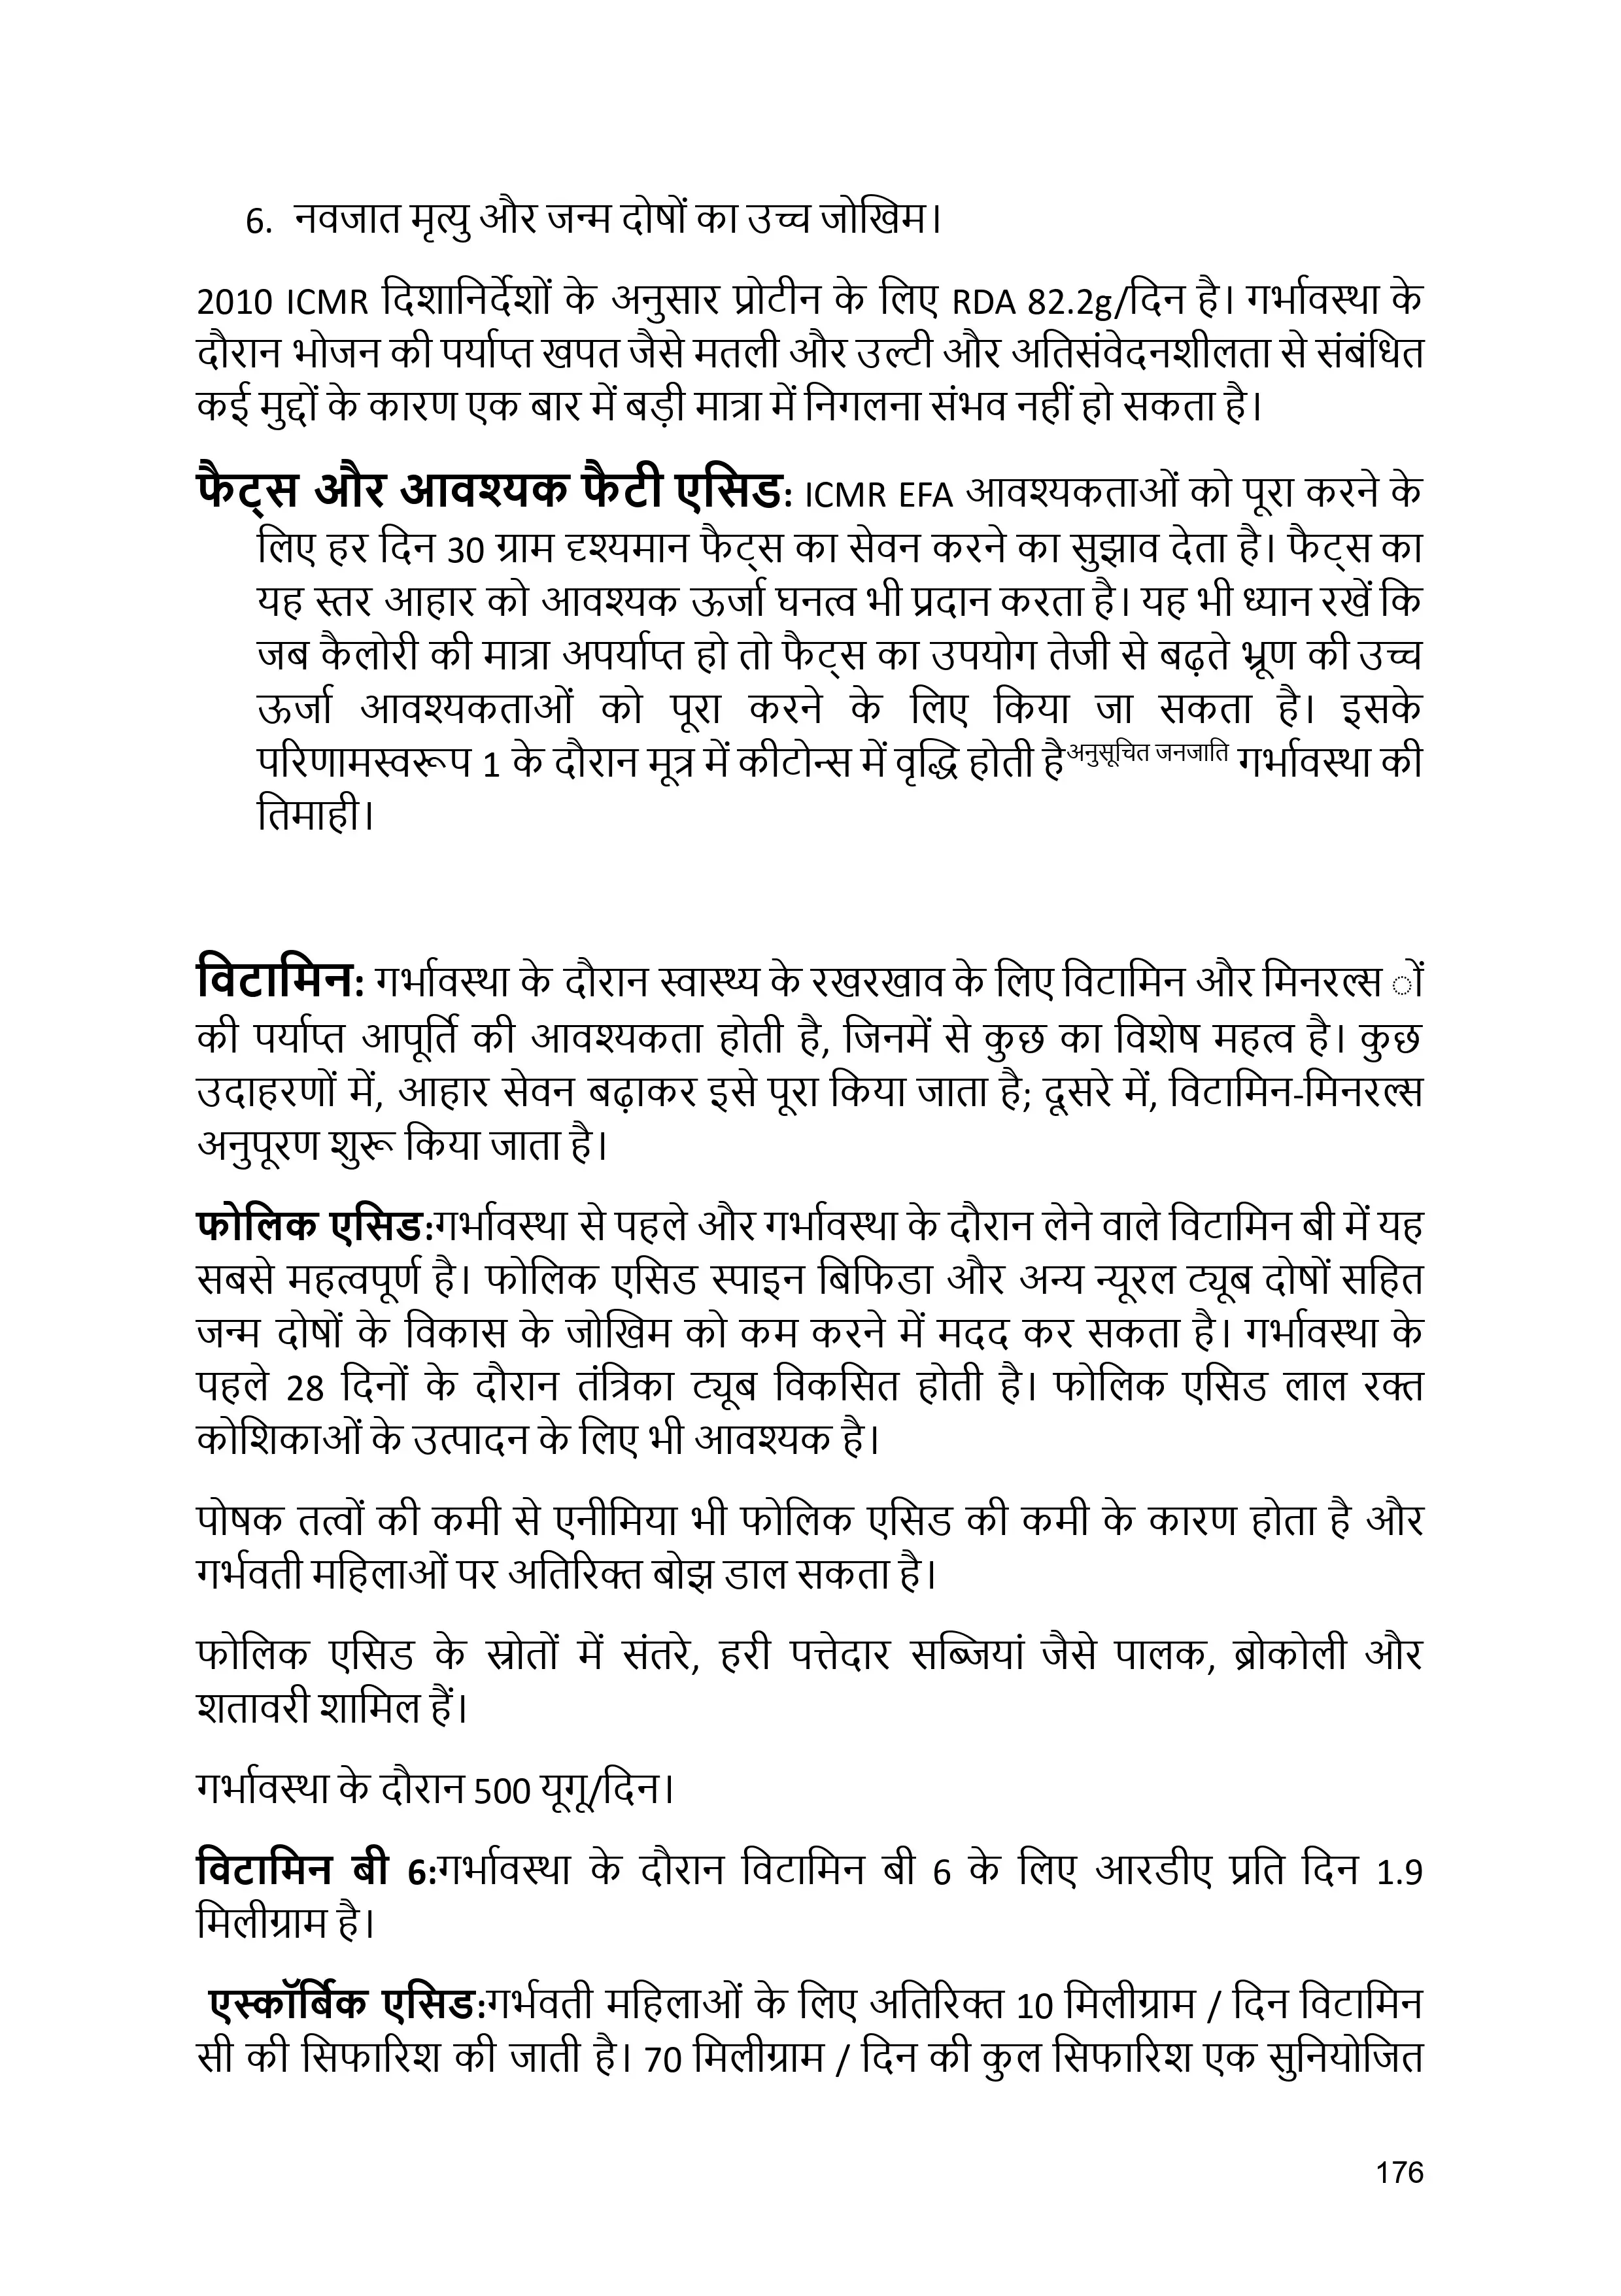 6. नवजात मृत्यु और जन्म दोषों का उच्च जोखिम।
2010 ICMR दिशानिर्देशों के अनुसार प्रोटीन के लिए RDA 82.2g/दिन है। गर्भावस्था के
दौरान भोजन की पर्याप्त खपत जैसे मतली और उल्टी और अतिसंवेदनशीलता से संबंधित
कई मुद्दों के कारण एक बार में बड़ी मात्रा में निगलना संभव नहीं हो सकता है।
फैट्स और आवश्यक फैटी एसिड: ICMR EFA आवश्यकताओं को पूरा करने के
लिए हर दिन 30 ग्राम दृश्यमान फैट्स का सेवन करने का सुझाव देता है। फैट्स का
यह स्तर आहार को आवश्यक ऊर्जा घनत्व भी प्रदान करता है। यह भी ध्यान रखें कि
जब कैलोरी की मात्रा अपर्याप्त हो तो फैट्स का उपयोग तेजी से बढ़ते भ्रूण की उच्च
ऊर्जा आवश्यकताओं को पूरा करने के लिए किया जा सकता है। इसके
परिणामस्वरूप 1 के दौरान मूत्र में कीटोन्स में वृद्धि होती है अनुसूचित जनजाति गर्भावस्था की
तिमाही।
विटामिन: गर्भावस्था के दौरान स्वास्थ्य के रखरखाव के लिए विटामिन और मिनरल्स ों
की पर्याप्त आपूर्ति की आवश्यकता होती है, जिनमें से कुछ का विशेष महत्व है। कुछ
उदाहरणों में, आहार सेवन बढ़ाकर इसे पूरा किया जाता है; दूसरे में, विटामिन-मिनरल्स
अनुपूरण शुरू किया जाता है।
फोलिक एसिड:गर्भावस्था से पहले और गर्भावस्था के दौरान लेने वाले विटामिन बी में यह
सबसे महत्वपूर्ण है। फोलिक एसिड स्पाइन बिफिडा और अन्य न्यूरल ट्यूब दोषों सहित
जन्म दोषों के विकास के जोखिम को कम करने में मदद कर सकता है। गर्भावस्था के
पहले 28 दिनों के दौरान तंत्रिका ट्यूब विकसित होती है। फोलिक एसिड लाल रक्त
कोशिकाओं के उत्पादन के लिए भी आवश्यक है।
पोषक तत्वों की कमी से एनीमिया भी फोलिक एसिड की कमी के कारण होता है और
गर्भवती महिलाओं पर अतिरिक्त बोझ डाल सकता है।
फोलिक एसिड के स्रोतों में संतरे, हरी पत्तेदार सब्जियां जैसे पालक, ब्रोकोली और
शतावरी शामिल हैं।
गर्भावस्था के दौरान 500 यूगू/दिन।
विटामिन बी 6:गर्भावस्था के दौरान विटामिन बी 6 के लिए आरडीए प्रति दिन 1.9
मिलीग्राम है।
एस्कॉर्बिक एसिड:गर्भवती महिलाओं के लिए अतिरिक्त 10 मिलीग्राम / दिन विटामिन
सी की सिफारिश की जाती है। 70 मिलीग्राम / दिन की कुल सिफारिश एक सुनियोजित
176